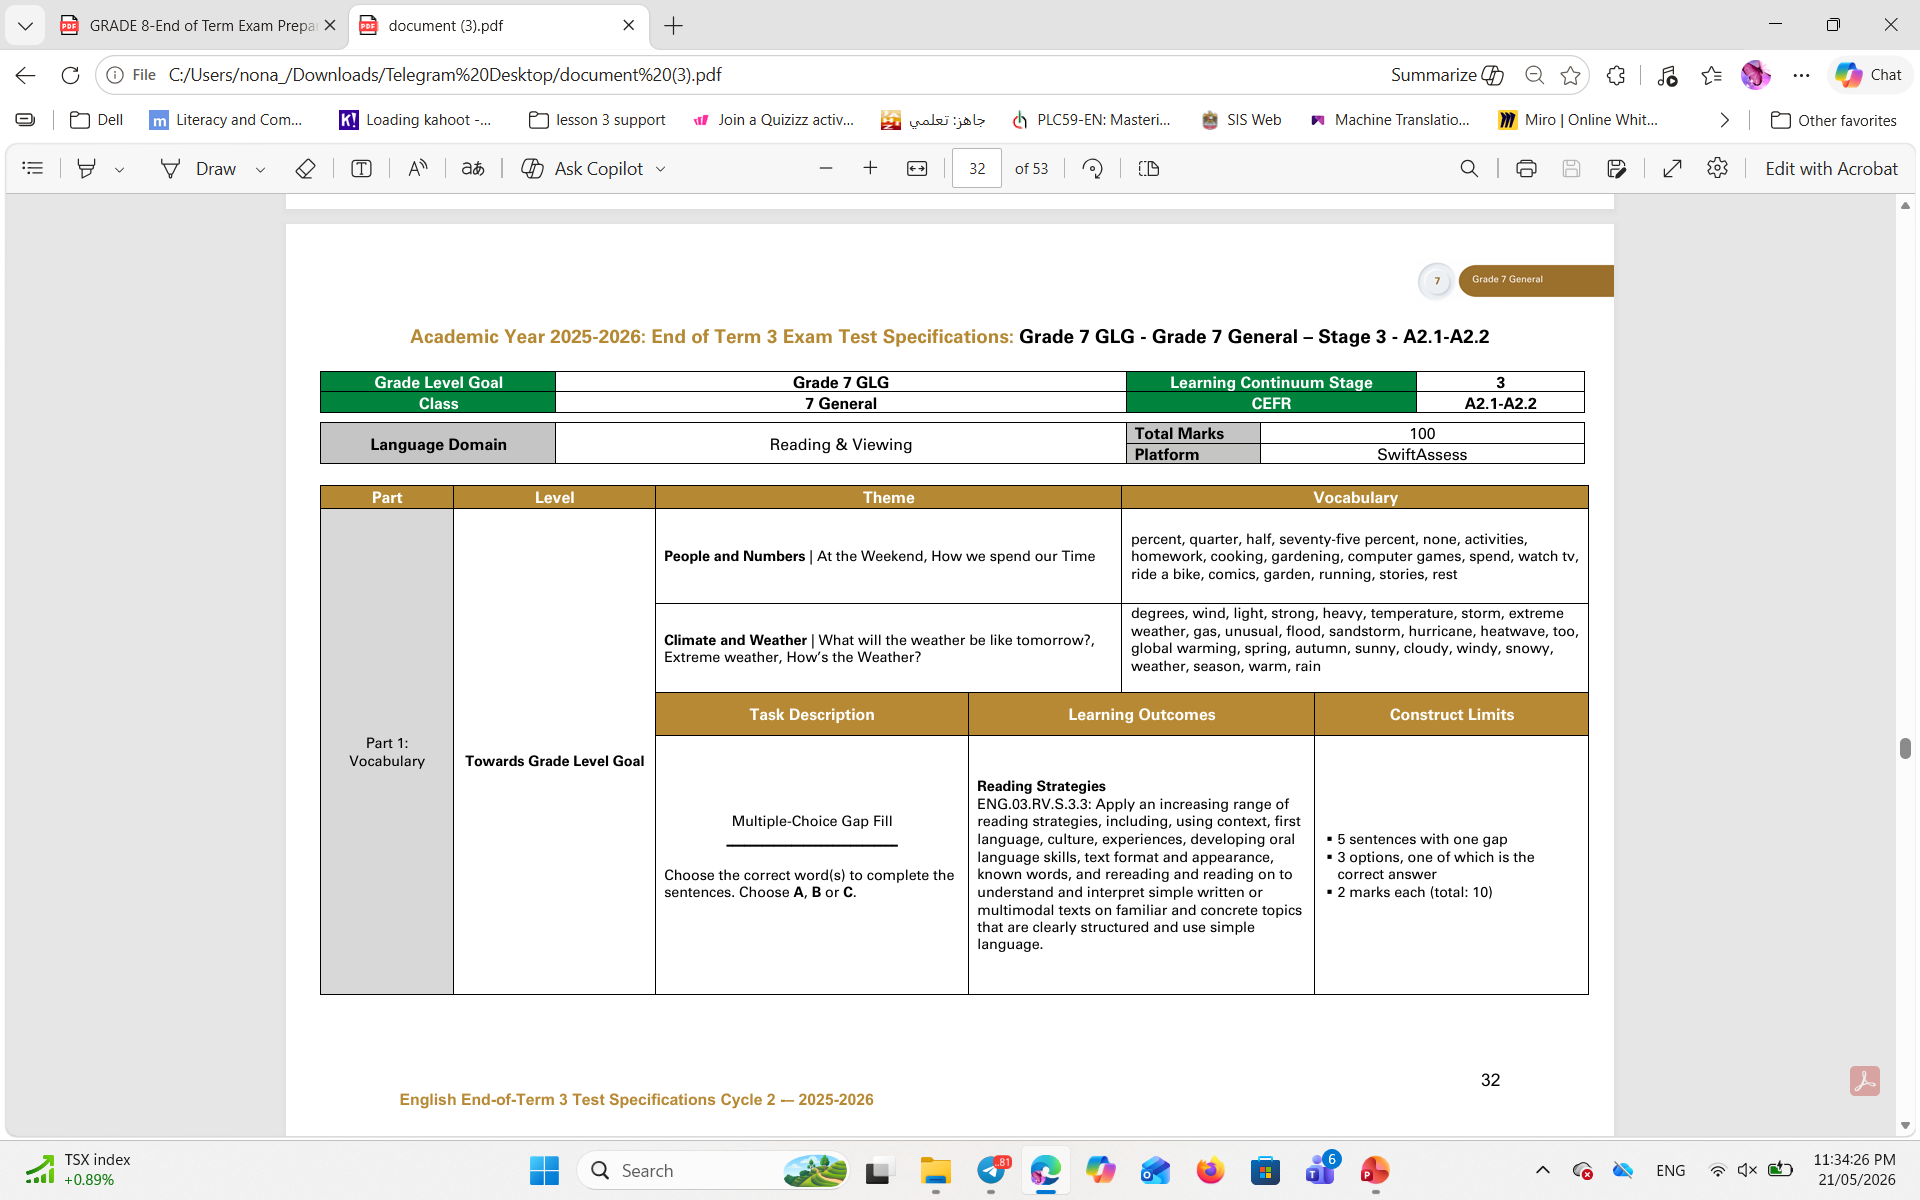 GRADE 8-End of Term Exam Prepa
document (3).pdf
File C:/Users/nona_/Downloads/Telegram%20Desktop/document%20(3).pdf
Summarize
Chat
Dell
Literacy and Com...
Loading kahoot -...
lesson 3 support
Join a Quizizz activ...
جاهز: تعلمي
PLC59-EN: Masteri...
SIS Web
Machine Translatio...
Miro | Online Whit...
Other favorites
Draw
Ask Copilot
32 of 53
Edit with Acrobat
7
Grade 7 General
Academic Year 2025-2026: End of Term 3 Exam Test Specifications: Grade 7 GLG - Grade 7 General – Stage 3 - A2.1-A2.2
Grade Level Goal
Grade 7 GLG
Learning Continuum Stage
3
Class
7 General
CEFR
A2.1-A2.2
Language Domain
Reading & Viewing
Total Marks
100
Platform
SwiftAssess
Part
Level
Theme
Vocabulary
People and Numbers | At the Weekend, How we spend our Time
percent, quarter, half, seventy-five percent, none, activities,
homework, cooking, gardening, computer games, spend, watch tv,
ride a bike, comics, garden, running, stories, rest
Climate and Weather | What will the weather be like tomorrow?,
Extreme weather, How's the Weather?
degrees, wind, light, strong, heavy, temperature, storm, extreme
weather, gas, unusual, flood, sandstorm, hurricane, heatwave, too,
global warming, spring, autumn, sunny, cloudy, windy, snowy,
weather, season, warm, rain
Part 1:
Vocabulary
Towards Grade Level Goal
Task Description
Learning Outcomes
Construct Limits
Multiple-Choice Gap Fill
Choose the correct word(s) to complete the
sentences. Choose A, B or C.
Reading Strategies
ENG.03.RV.S.3.3: Apply an increasing range of
reading strategies, including, using context, first
language, culture, experiences, developing oral
language skills, text format and appearance,
known words, and rereading and reading on to
understand and interpret simple written or
multimodal texts on familiar and concrete topics
that are clearly structured and use simple
language.
▪ 5 sentences with one gap
▪ 3 options, one of which is the
correct answer
▪ 2 marks each (total: 10)
32
English End-of-Term 3 Test Specifications Cycle 2 –- 2025-2026
TSX index
+0.89%
Search
..81
6
ENG
11:34:26 PM
21/05/2026